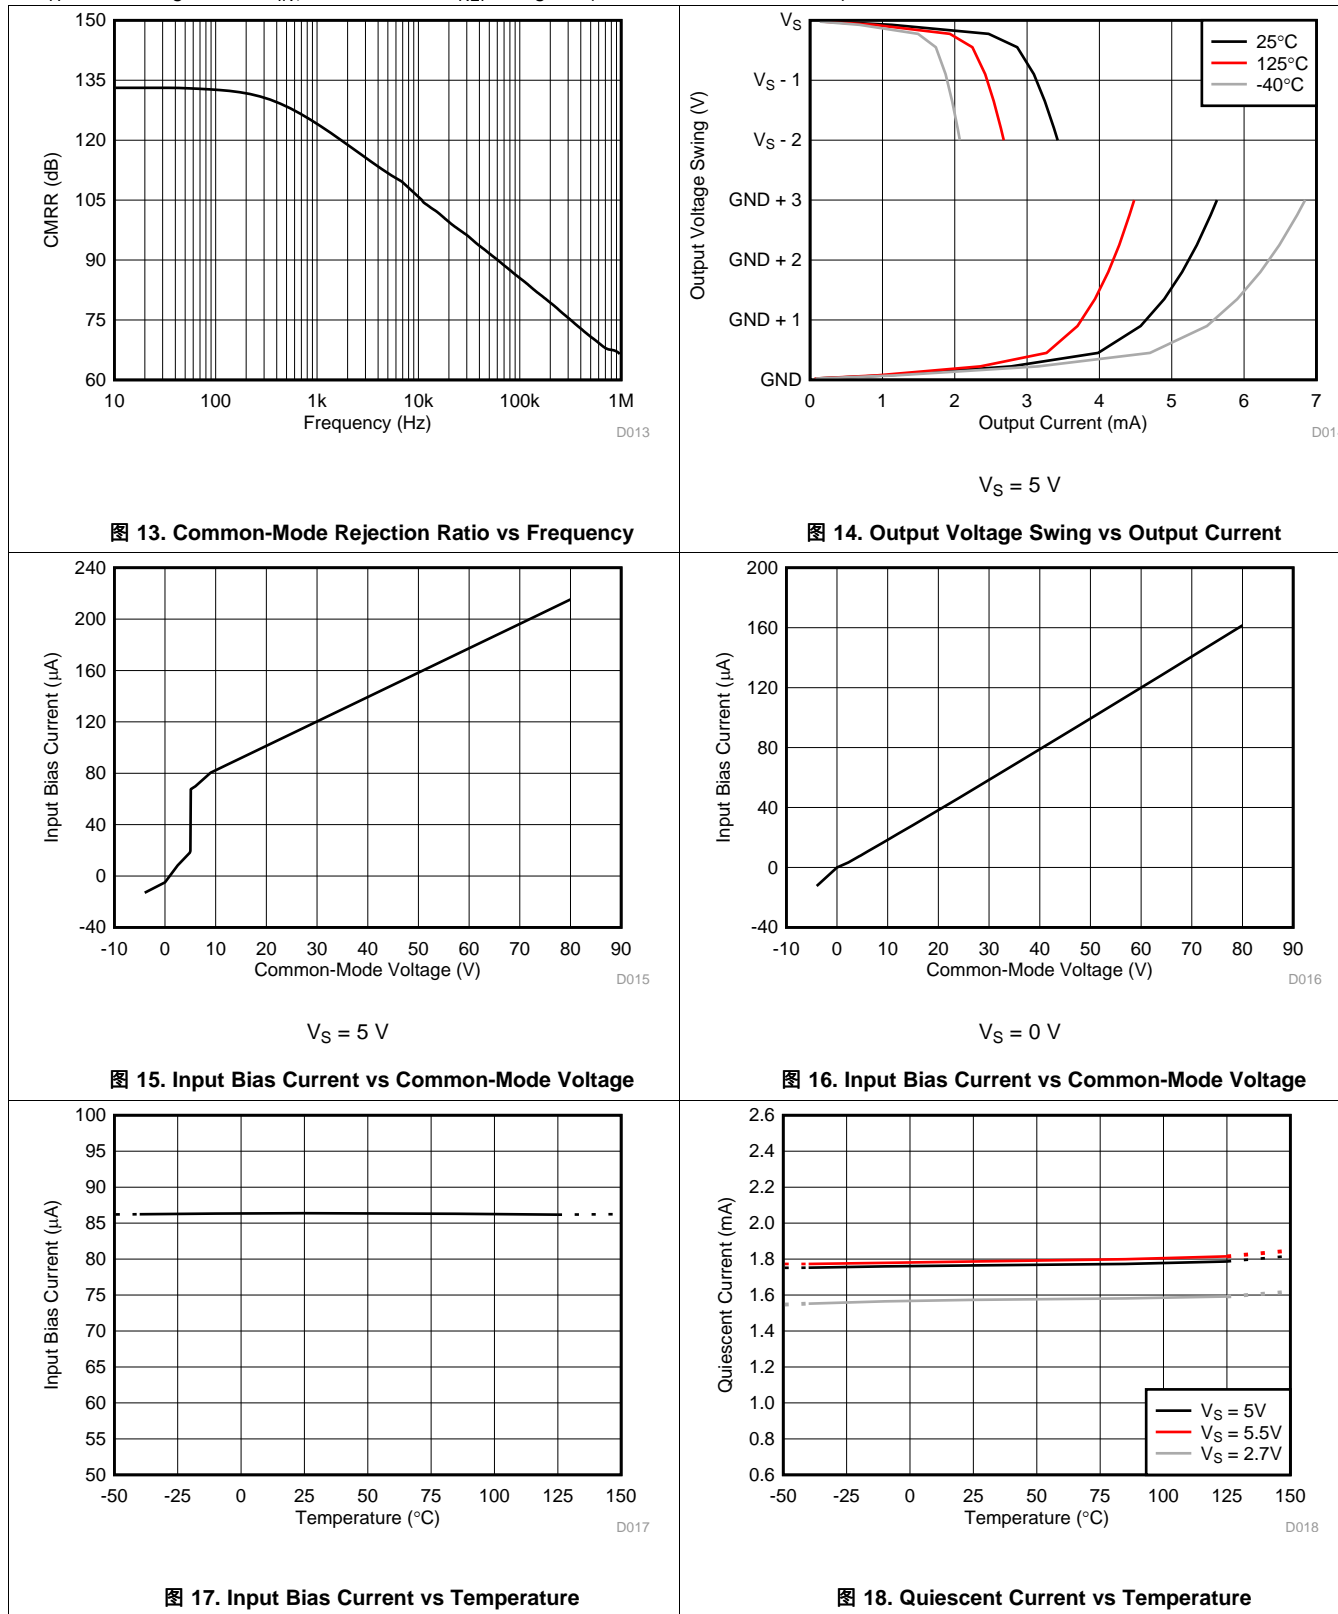 150
135
120
105
90
75
60
CMRR (dB)
10 100 1k 10k 100k 1M
Frequency (Hz)
D013
图 13. Common-Mode Rejection Ratio vs Frequency
VS
VS - 1
VS - 2
GND + 3
GND + 2
GND + 1
GND
Output Voltage Swing (V)
25°C
125°C
-40°C
0 1 2 3 4 5 6 7
Output Current (mA)
VS = 5 V
图 14. Output Voltage Swing vs Output Current
240
200
160
120
80
40
0
-40
Input Bias Current (μA)
-10 0 10 20 30 40 50 60 70 80 90
Common-Mode Voltage (V)
D015
VS = 5 V
图 15. Input Bias Current vs Common-Mode Voltage
200
160
120
80
40
0
-40
Input Bias Current (μA)
-10 0 10 20 30 40 50 60 70 80 90
Common-Mode Voltage (V)
D016
VS = 0 V
图 16. Input Bias Current vs Common-Mode Voltage
100
95
90
85
80
75
70
65
60
55
50
Input Bias Current (μA)
-50 -25 0 25 50 75 100 125 150
Temperature (°C)
D017
图 17. Input Bias Current vs Temperature
2.6
2.4
2.2
2.0
1.8
1.6
1.4
1.2
1.0
0.8
0.6
Quiescent Current (mA)
VS = 5V
VS = 5.5V
VS = 2.7V
-50 -25 0 25 50 75 100 125 150
Temperature (°C)
D018
图 18. Quiescent Current vs Temperature